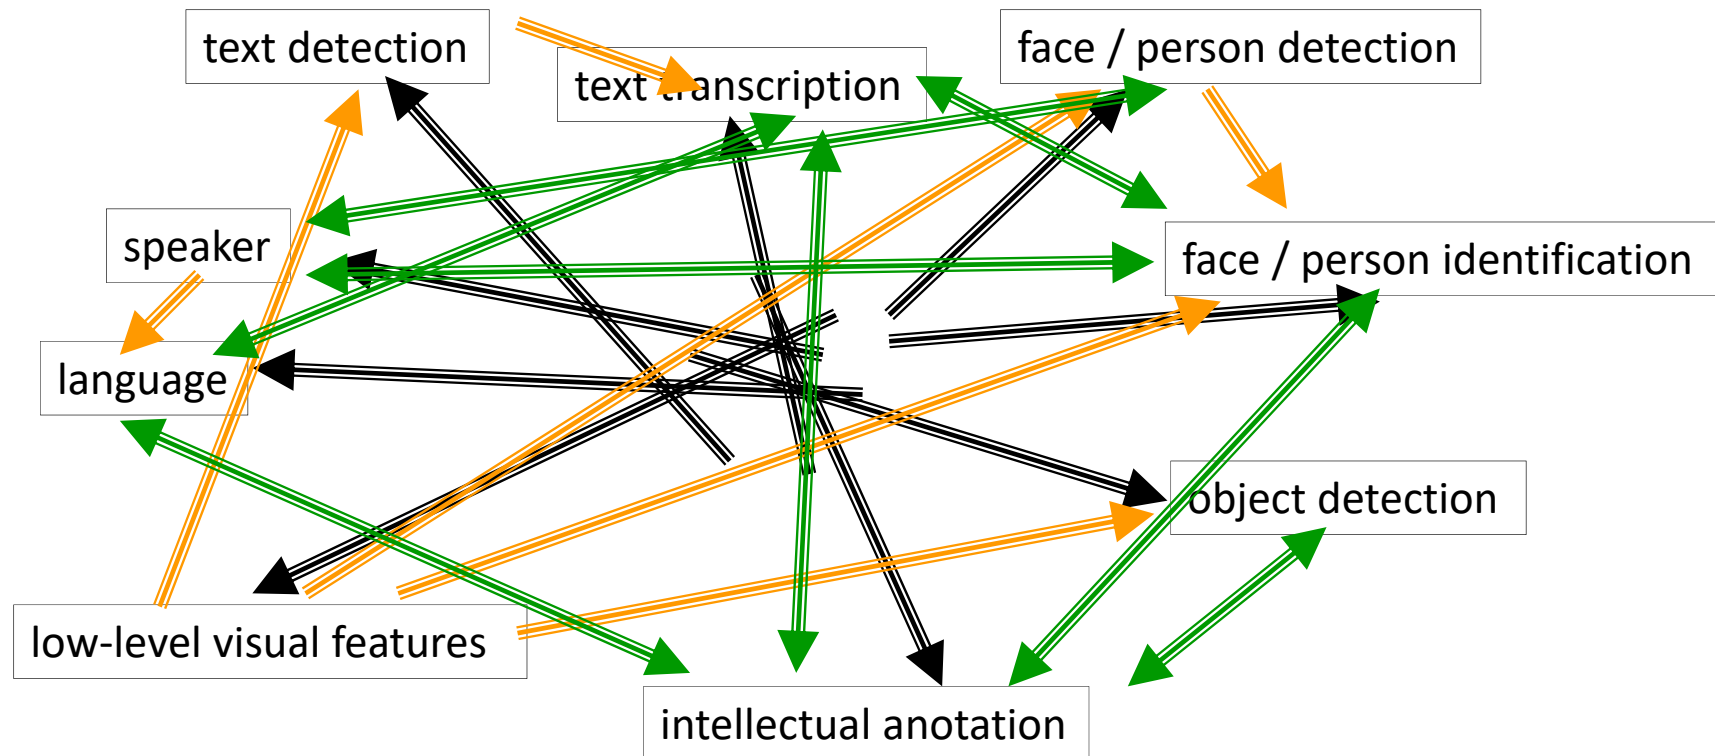 text detection
text transcription
face / person detection
speaker
face / person identification
language
object detection
low-level visual features
intellectual anotation